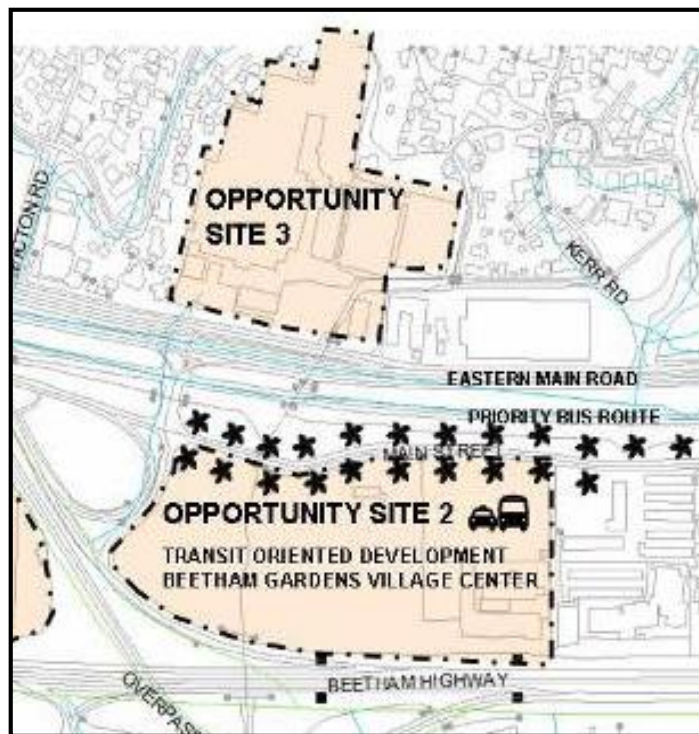 OPPORTUNITY
SITE 3
KERR RD
EASTERN MAIN ROAD
PRIORITY BUS ROUTE
MAIN STREET
OPPORTUNITY SITE 2
TRANSIT ORIENTED DEVELOPMENT
BEETHAM GARDENS VILLAGE CENTER
BEETHAM HIGHWAY
OVERPASS